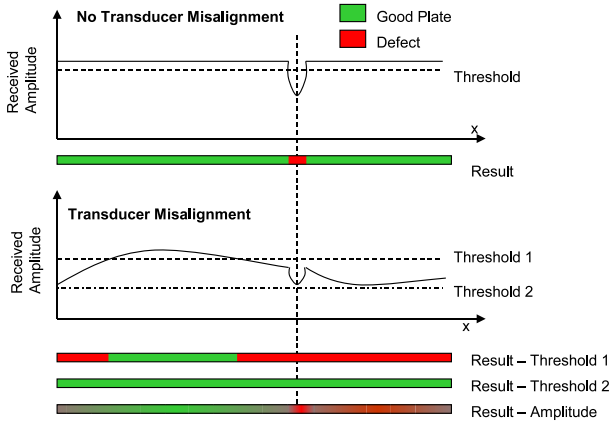 No Transducer Misalignment
Good Plate
Defect
Received
Amplitude
Threshold
x
Result
Transducer Misalignment
Received
Amplitude
Threshold 1
Threshold 2
x
Result – Threshold 1
Result – Threshold 2
Result – Amplitude